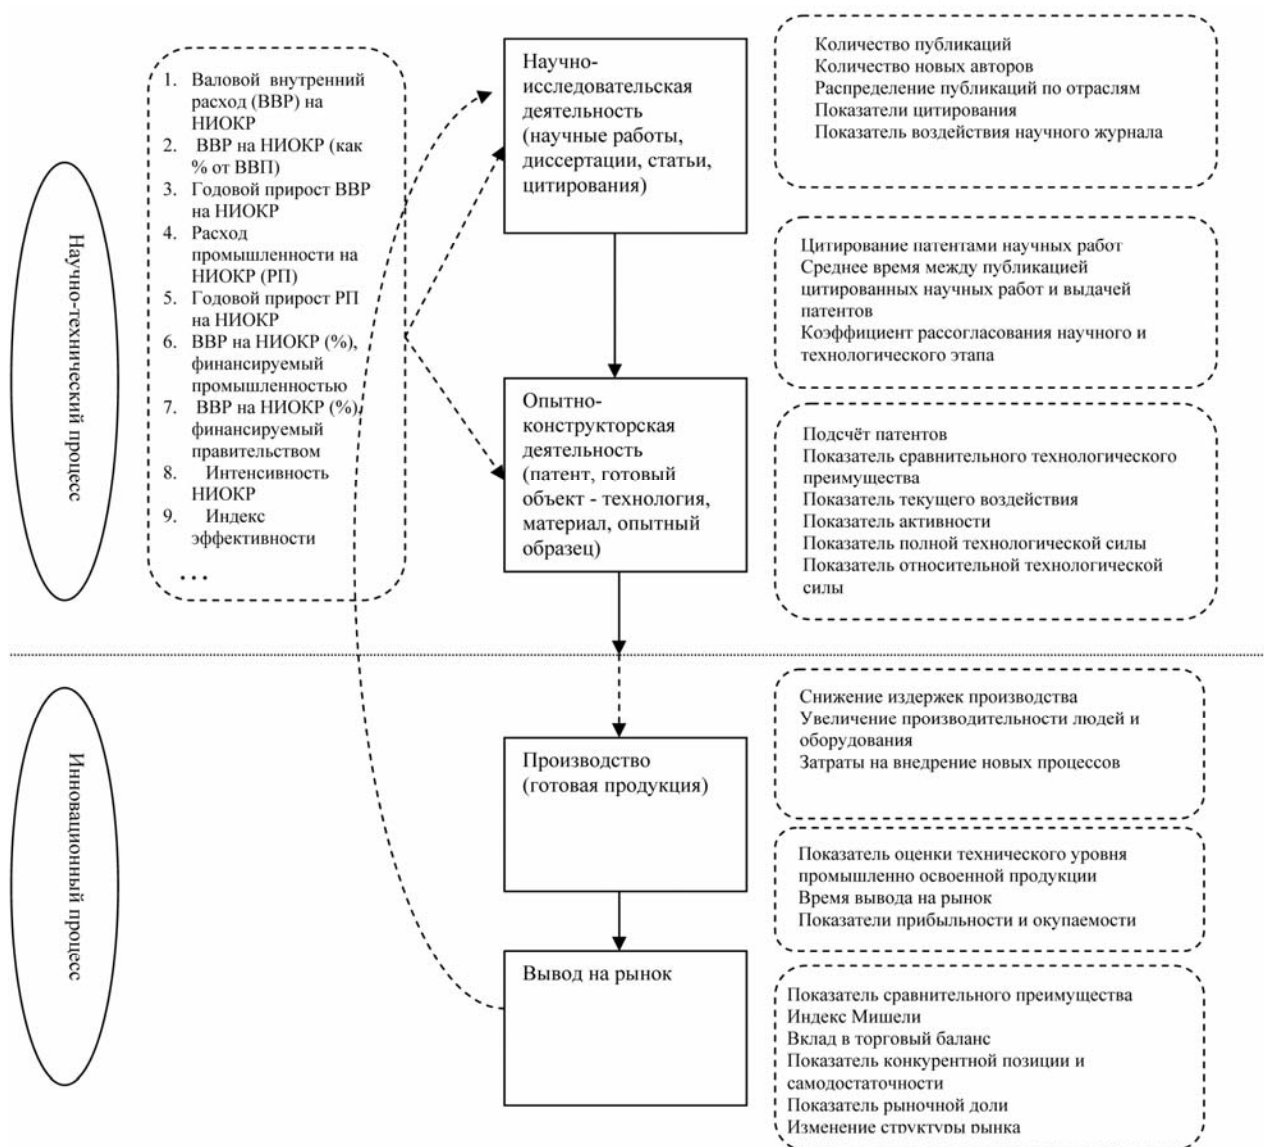 Научно-технический процесс
1. Валовой внутренний
расход (ВВР) на
НИОКР
2. ВВР на НИОКР (как
% от ВВП)
3. Годовой прирост ВВР
на НИОКР
4. Расход
промышленности на
НИОКР (РП)
5. Годовой прирост РП
на НИОКР
6. ВВР на НИОКР (%),
финансируемый
промышленностью
7. ВВР на НИОКР (%),
финансируемый
правительством
8. Интенсивность
НИОКР
9. Индекс
эффективности
...
Научно-
исследовательская
деятельность
(научные работы,
диссертации, статьи,
цитирования)
Количество публикаций
Количество новых авторов
Распределение публикаций по отраслям
Показатели цитирования
Показатель воздействия научного журнала
Цитирование патентами научных работ
Среднее время между публикацией
цитированных научных работ и выдачей
патентов
Коэффициент рассогласования научного и
технологического этапа
Опытно-
конструкторская
деятельность
(патент, готовый
объект - технология,
материал, опытный
образец)
Подсчёт патентов
Показатель сравнительного технологического
преимущества
Показатель текущего воздействия
Показатель активности
Показатель полной технологической силы
Показатель относительной технологической
силы
Инновационный процесс
Производство
(готовая продукция)
Снижение издержек производства
Увеличение производительности людей и
оборудования
Затраты на внедрение новых процессов
Показатель оценки технического уровня
промышленно освоенной продукции
Время вывода на рынок
Показатели прибыльности и окупаемости
Вывод на рынок
Показатель сравнительного преимущества
Индекс Мишели
Вклад в торговый баланс
Показатель конкурентной позиции и
самодостаточности
Показатель рыночной доли
Изменение структуры рынка